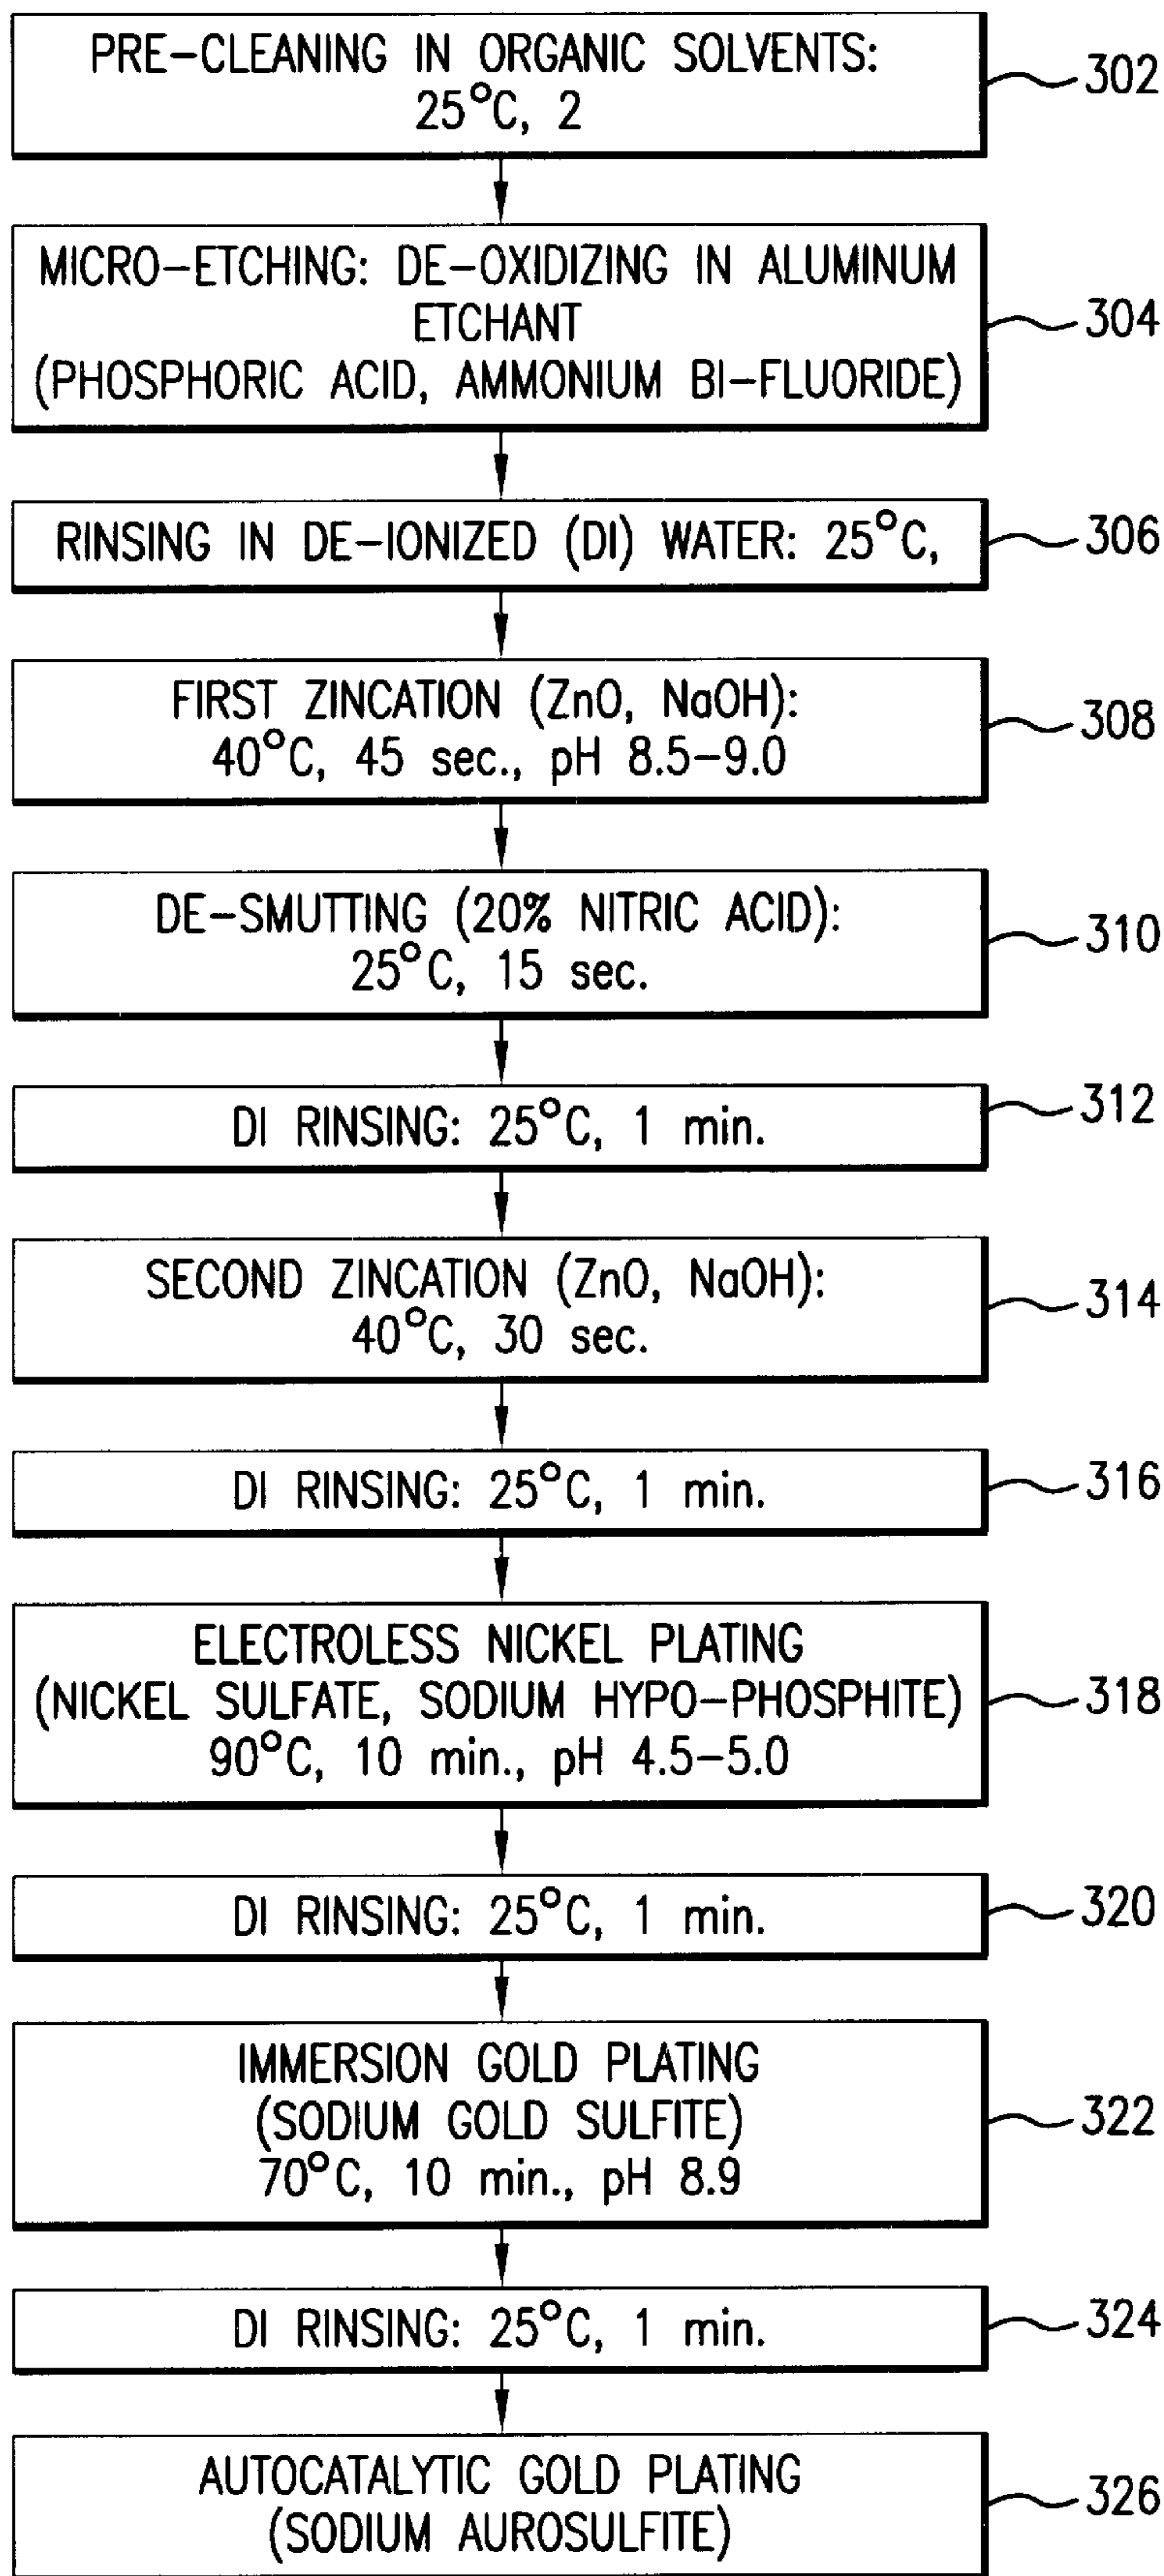 PRE-CLEANING IN ORGANIC SOLVENTS:
25°C, 2
302
MICRO-ETCHING: DE-OXIDIZING IN ALUMINUM
ETCHANT
(PHOSPHORIC ACID, AMMONIUM BI-FLUORIDE)
304
RINSING IN DE-IONIZED (DI) WATER: 25°C,
306
FIRST ZINCATION (ZnO, NaOH):
40°C, 45 sec., pH 8.5-9.0
308
DE-SMUTTING (20% NITRIC ACID):
25°C, 15 sec.
310
DI RINSING: 25°C, 1 min.
312
SECOND ZINCATION (ZnO, NaOH):
40°C, 30 sec.
314
DI RINSING: 25°C, 1 min.
316
ELECTROLESS NICKEL PLATING
(NICKEL SULFATE, SODIUM HYPO-PHOSPHITE)
90°C, 10 min., pH 4.5-5.0
318
DI RINSING: 25°C, 1 min.
320
IMMERSION GOLD PLATING
(SODIUM GOLD SULFITE)
70°C, 10 min., pH 8.9
322
DI RINSING: 25°C, 1 min.
324
AUTOCATALYTIC GOLD PLATING
(SODIUM AUROSULFITE)
326